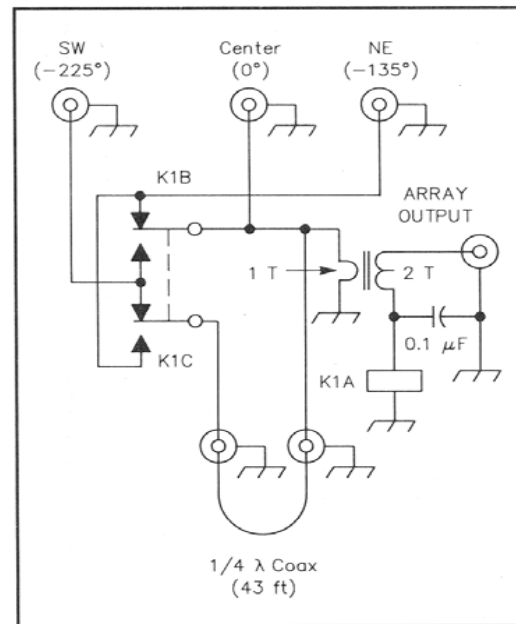 SW
(−225°)
Center
(0°)
NE
(−135°)
K1B
ARRAY
OUTPUT
1 T
2 T
0.1 μF
K1A
K1C
1/4 λ Coax
(43 ft)